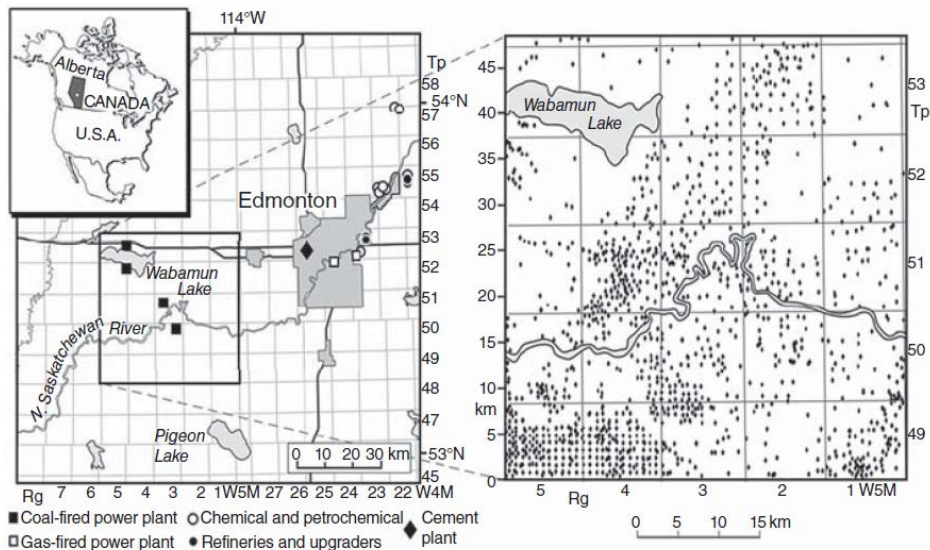 114°W
Alberta
CANADA
U.S.A.
Tp
58
54°N
57
56
55
54
53
52
51
50
49
48
47
46
53°N
45
Edmonton
Wabamun
Lake
N. Saskatchewan
River
Pigeon
Lake
0 10 20 30 km
Rg 7 6 5 4 3 2 1 W5M 27 26 25 24 23 22 W4M
Coal-fired power plant
Chemical and petrochemical
Cement
plant
Gas-fired power plant
Refineries and upgraders
45
40
35
30
25
20
15
10
km
5
0
Wabamun
Lake
53
Tp
52
51
50
49
5 Rg 4 3 2 1 W5M
0 5 10 15 km